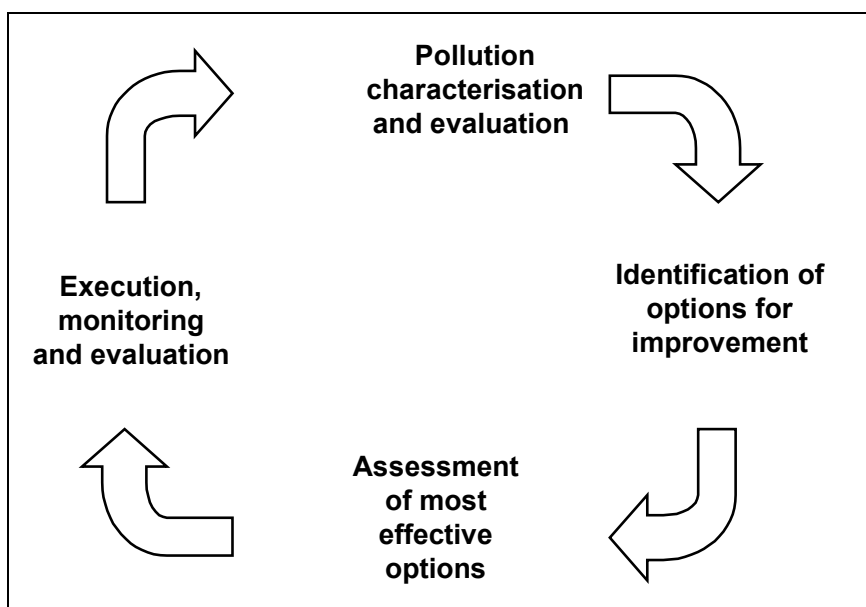 Pollution
characterisation
and evaluation
Identification of
options for
improvement
Assessment
of most
effective
options
Execution,
monitoring
and evaluation